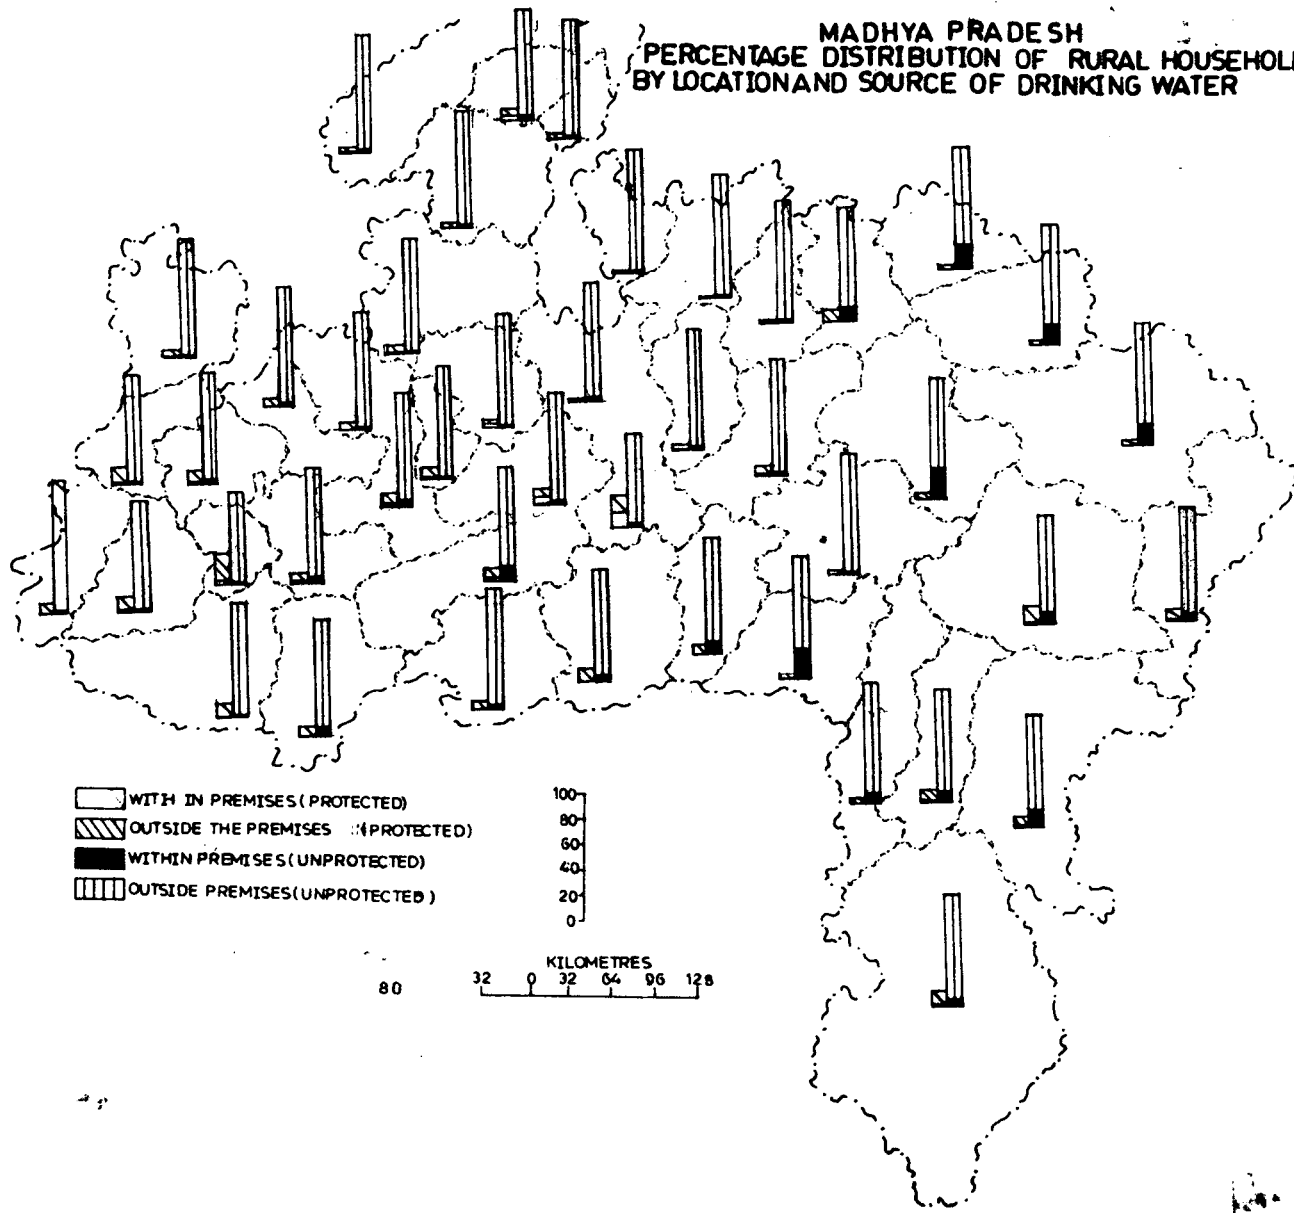 MADHYA PRADESH
PERCENTAGE DISTRIBUTION OF RURAL HOUSEHOL
BY LOCATION AND SOURCE OF DRINKING WATER
WITH IN PREMISES (PROTECTED)
OUTSIDE THE PREMISES (PROTECTED)
WITHIN PREMISES (UNPROTECTED)
OUTSIDE PREMISES (UNPROTECTED)
100
80
60
40
20
0
KILOMETRES
32 0 32 64 96 128
80